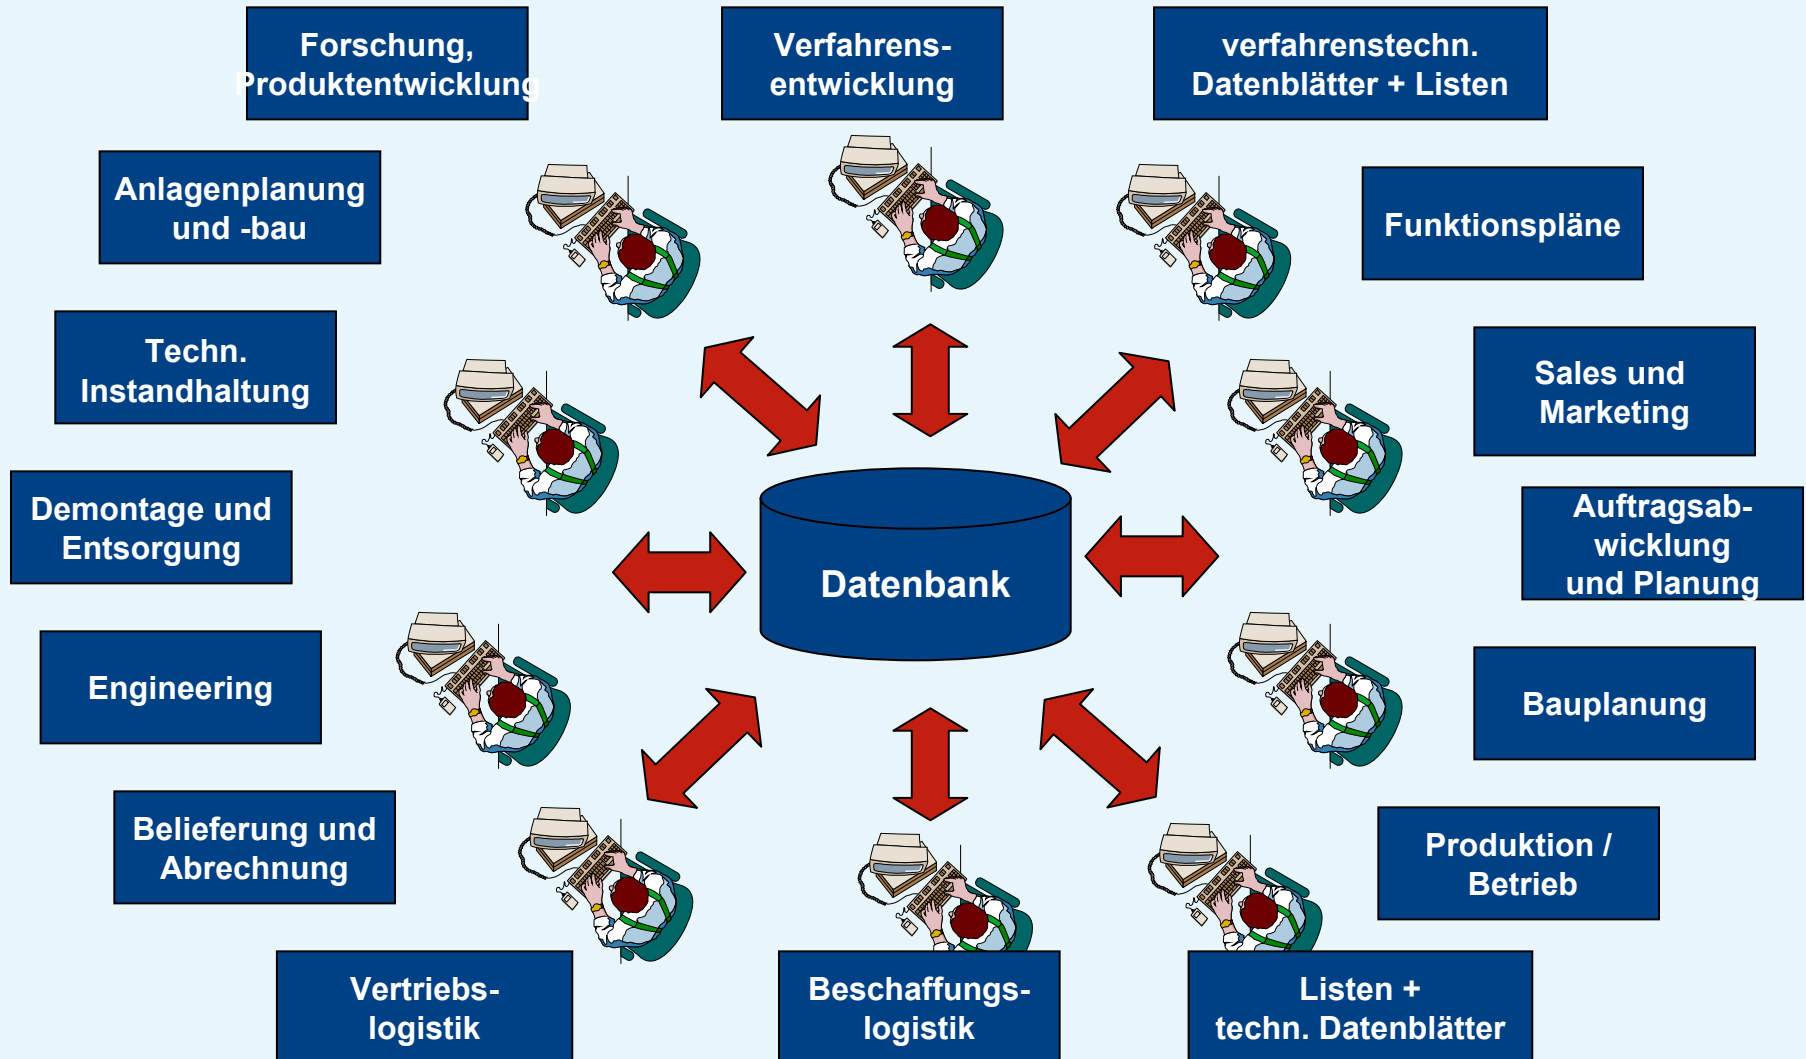 Forschung,
Produktentwicklung
Verfahrens-
entwicklung
verfahrenstechn.
Datenblätter + Listen
Anlagenplanung
und -bau
Funktionspläne
Techn.
Instandhaltung
Sales und
Marketing
Demontage und
Entsorgung
Datenbank
Auftragsab-
wicklung
und Planung
Engineering
Bauplanung
Belieferung und
Abrechnung
Produktion /
Betrieb
Vertriebs-
logistik
Beschaffungs-
logistik
Listen +
techn. Datenblätter